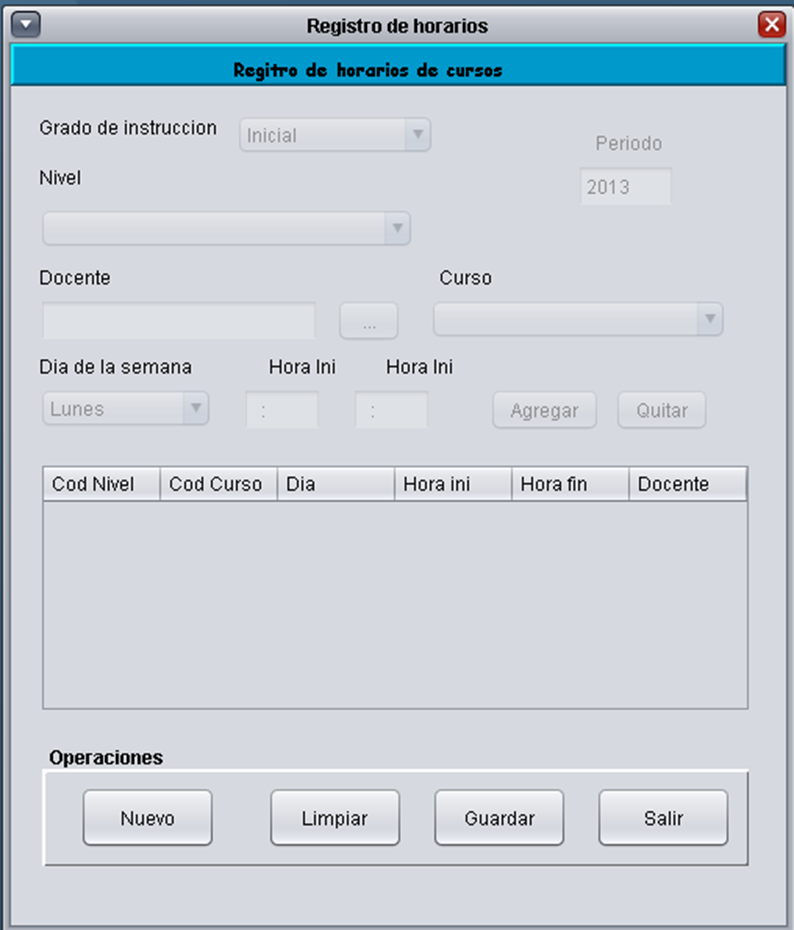 Registro de horarios
Regitro de horarios de cursos
Grado de instruccion Inicial
Periodo
Nivel
2013
Docente Curso
...
Dia de la semana Hora Ini Hora Ini
Lunes : : Agregar Quitar
Cod Nivel Cod Curso Dia Hora ini Hora fin Docente
Operaciones
Nuevo Limpiar Guardar Salir